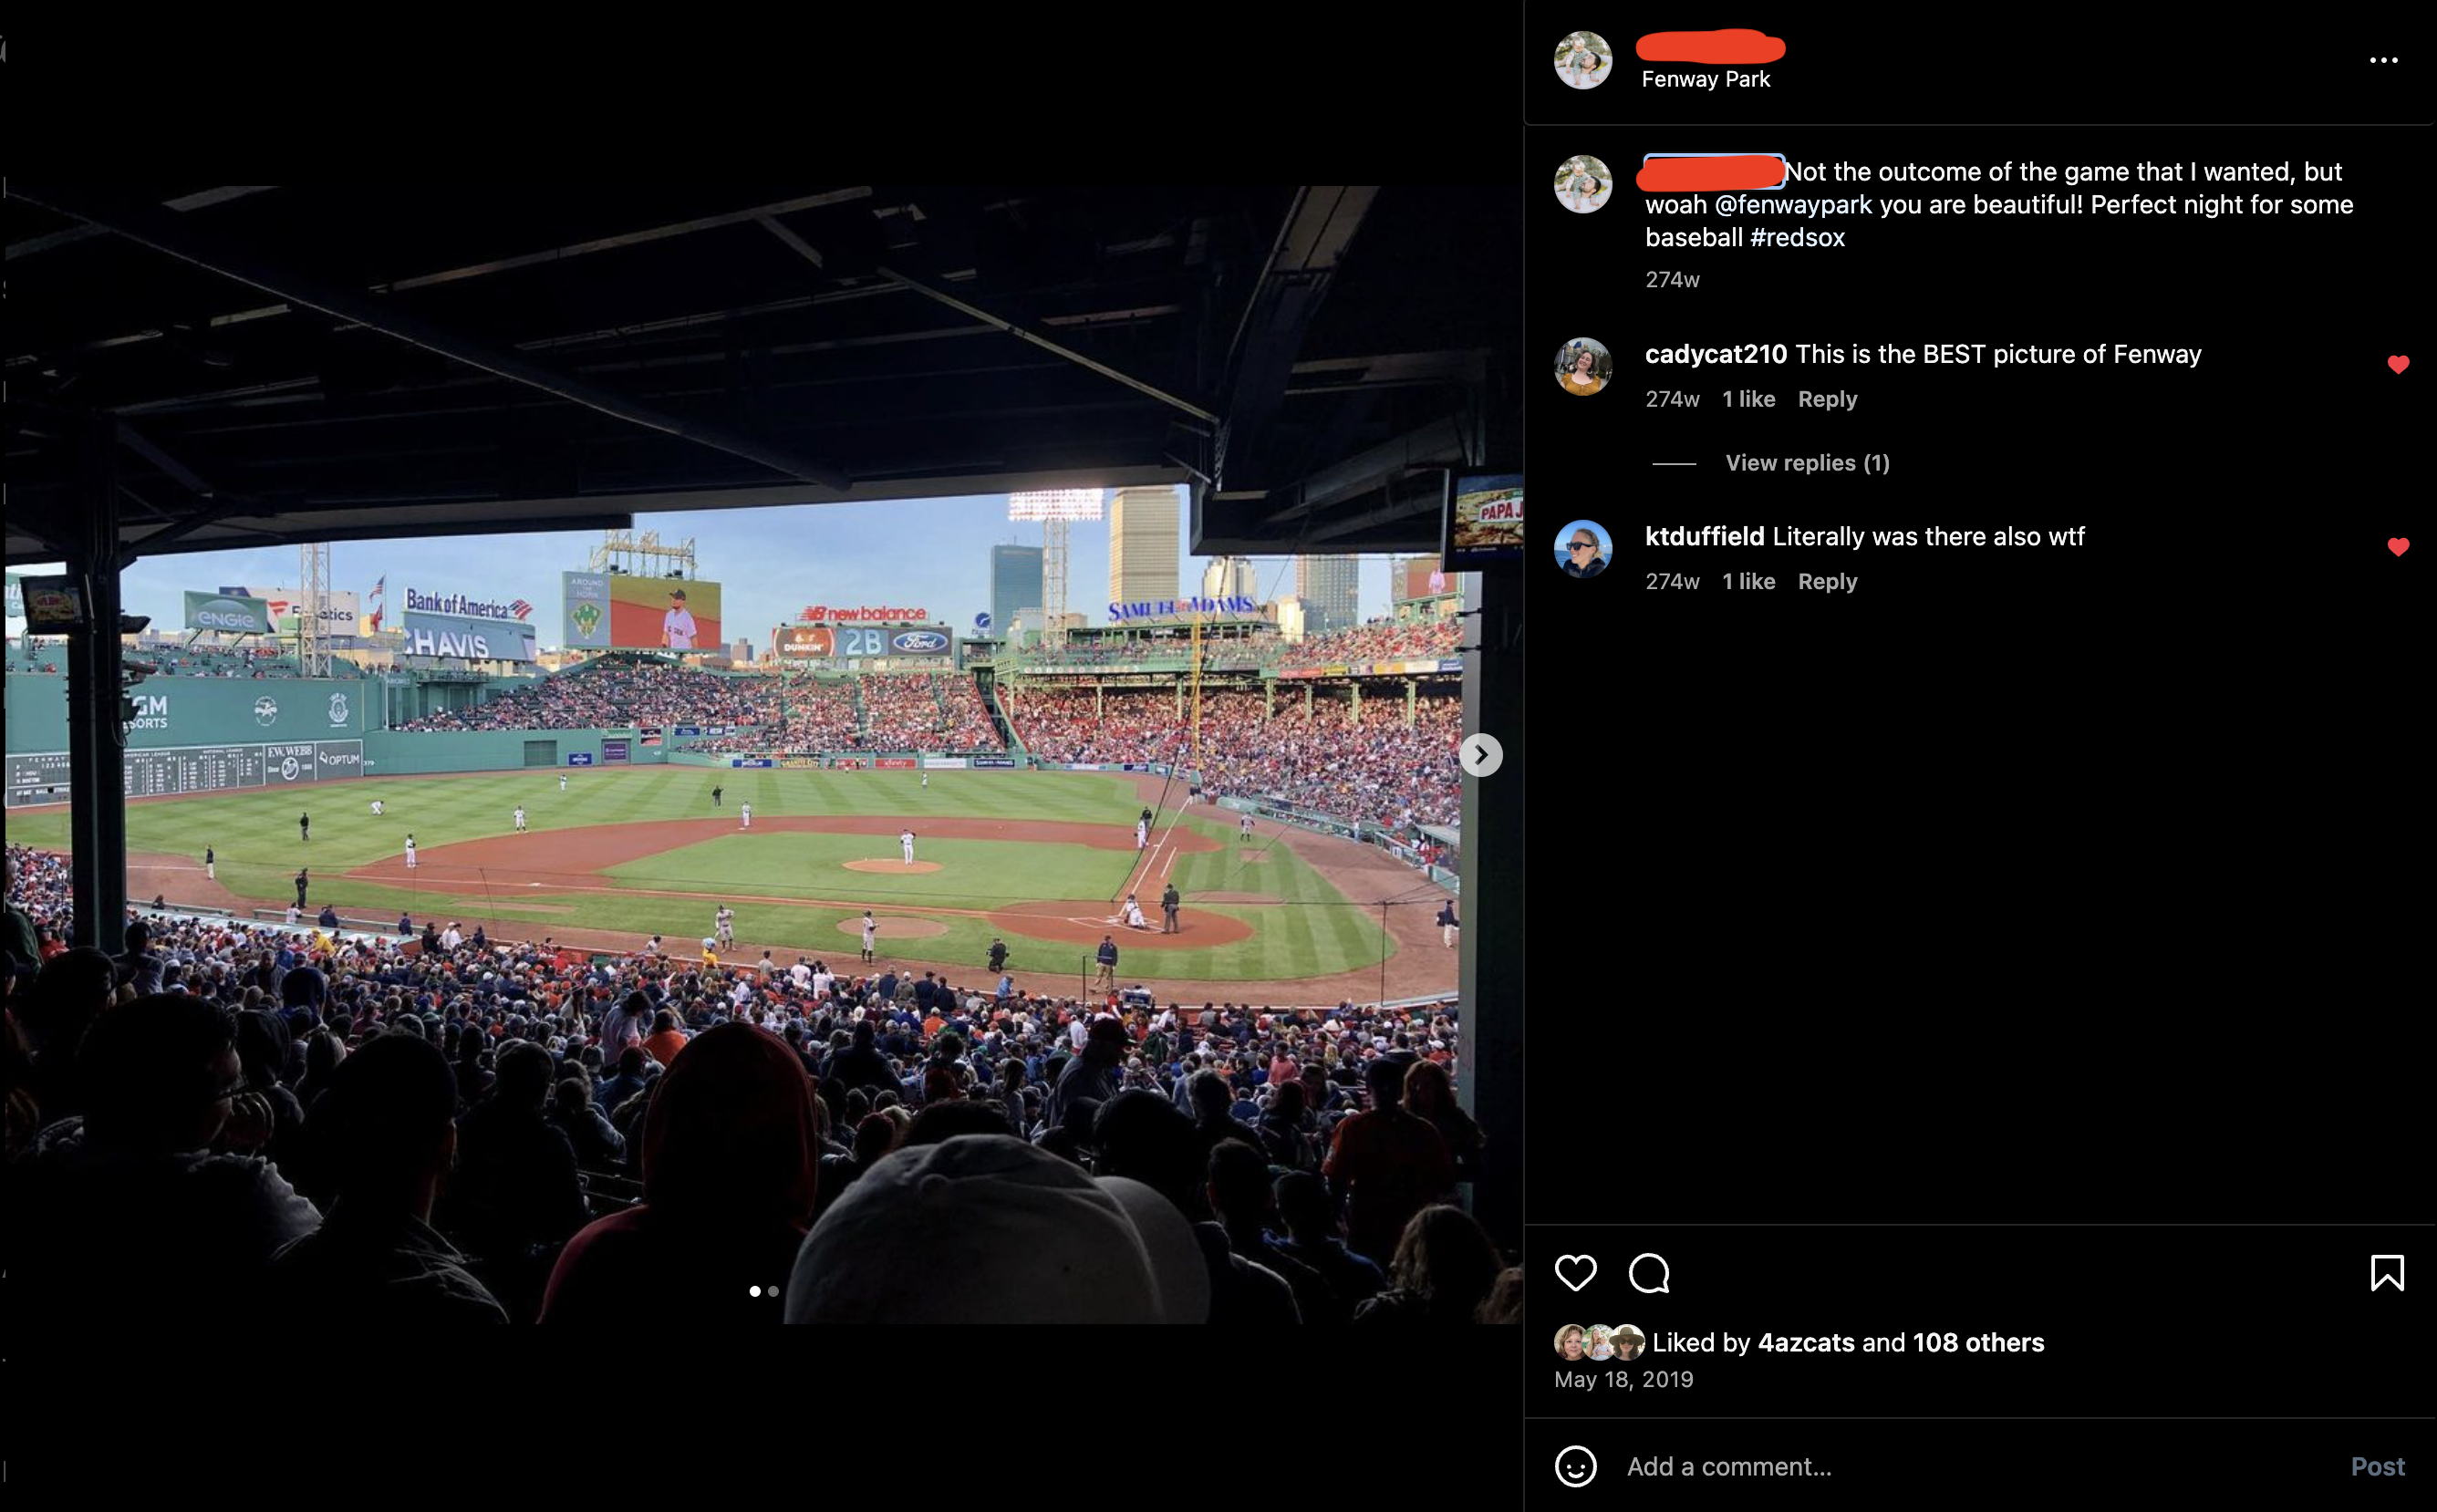 Fenway Park
Not the outcome of the game that I wanted, but
woah @fenwaypark you are beautiful! Perfect night for some
baseball #redsox
274w
cadycat210 This is the BEST picture of Fenway
274w 1 like Reply
View replies (1)
ktduffield Literally was there also wtf
274w 1 like Reply
Liked by 4azcats and 108 others
May 18, 2019
Add a comment...
Post
PAPA J
AROUND
THE
HORN
ENGIE
Bank of America
CHAVIS
new balance
DUNKIN'
2B
Ford
SAMUEL ADAMS
GM
SORTS
E.W. WEBB
OPTUM